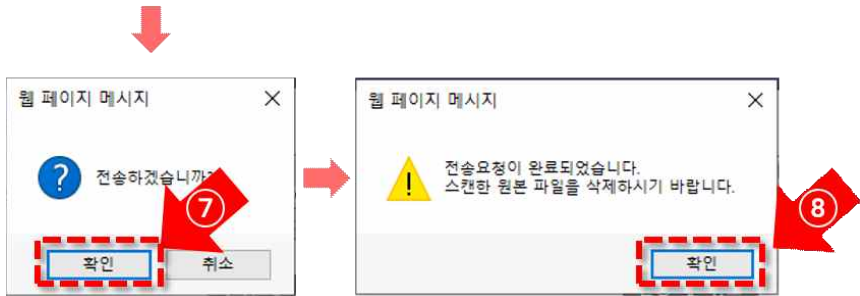 웹 페이지 메시지
전송하겠습니까?
⑦
확인
취소
웹 페이지 메시지
전송요청이 완료되었습니다.
스캔한 원본 파일을 삭제하시기 바랍니다.
⑧
확인